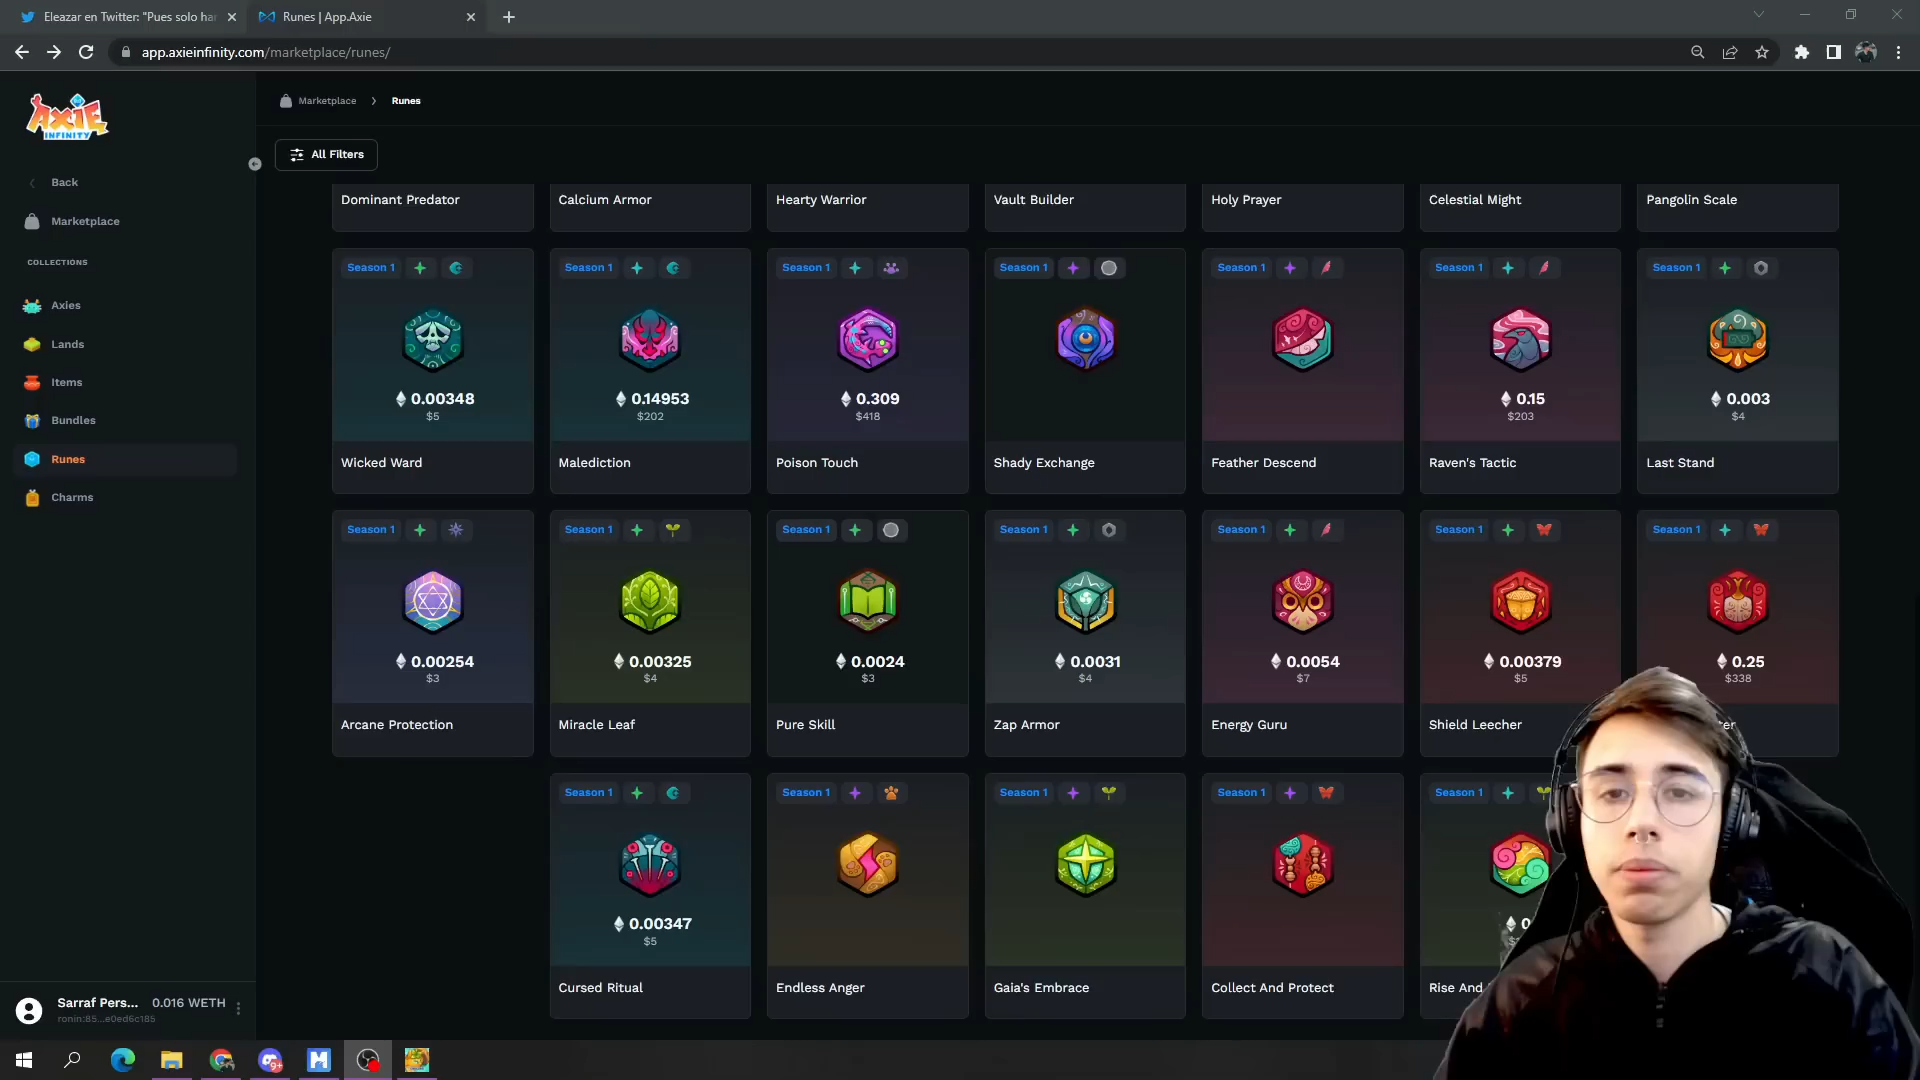 Eleazar en Twitter: "Pues solo har
Runes | App.Axie
app.axieinfinity.com/marketplace/runes/
AXIE
INFINITY
Marketplace
Runes
All Filters
Back
Marketplace
COLLECTIONS
Axies
Lands
Items
Bundles
Runes
Charms
Dominant Predator
Calcium Armor
Hearty Warrior
Vault Builder
Holy Prayer
Celestial Might
Pangolin Scale
Season 1
0.00348
$5
Wicked Ward
Season 1
0.14953
$202
Malediction
Season 1
0.309
$418
Poison Touch
Season 1
Shady Exchange
Season 1
Feather Descend
Season 1
0.15
$203
Raven's Tactic
Season 1
0.003
$4
Last Stand
Season 1
0.00254
$3
Arcane Protection
Season 1
0.00325
$4
Miracle Leaf
Season 1
0.0024
$3
Pure Skill
Season 1
0.0031
$4
Zap Armor
Season 1
0.0054
$7
Energy Guru
Season 1
0.00379
$5
Shield Leecher
Season 1
0.25
$338
Season 1
0.00347
$5
Cursed Ritual
Season 1
Endless Anger
Season 1
Gaia's Embrace
Season 1
Collect And Protect
Season 1
Rise And
Sarraf Pers...
0.016 WETH
ronin:85...e0ed6c185
9+
M